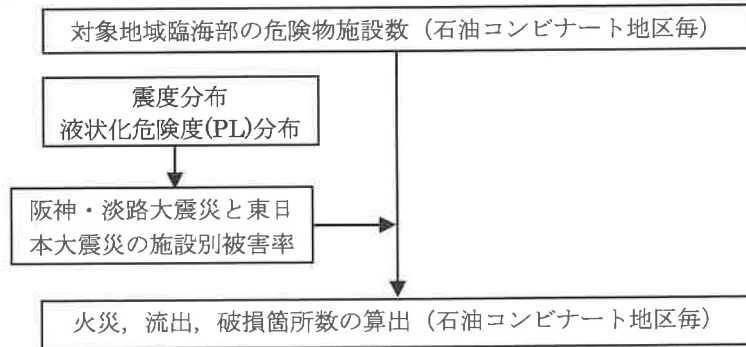 対象地域臨海部の危険物施設数（石油コンビナート地区毎）
震度分布
液状化危険度(PL)分布
阪神・淡路大震災と東日
本大震災の施設別被害率
火災，流出，破損箇所数の算出（石油コンビナート地区毎）